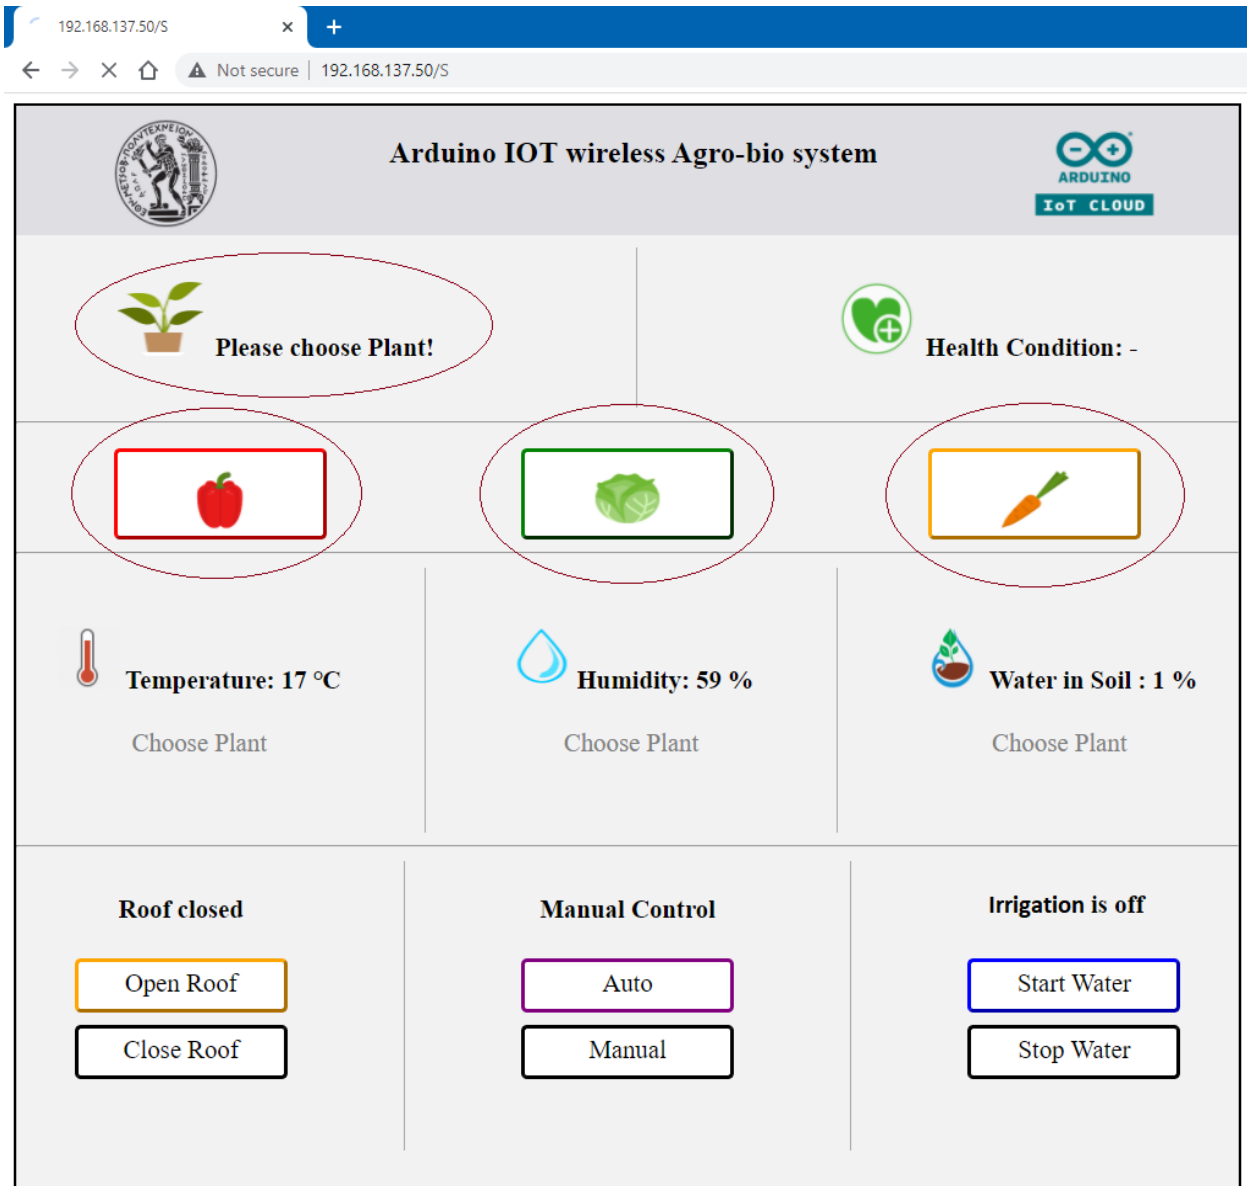 192.168.137.50/S
Not secure | 192.168.137.50/S
Arduino IOT wireless Agro-bio system
ARDUINO
IoT CLOUD
Please choose Plant!
Health Condition: -
Temperature: 17 °C
Humidity: 59 %
Water in Soil : 1 %
Choose Plant
Choose Plant
Choose Plant
Roof closed
Manual Control
Irrigation is off
Open Roof
Auto
Start Water
Close Roof
Manual
Stop Water